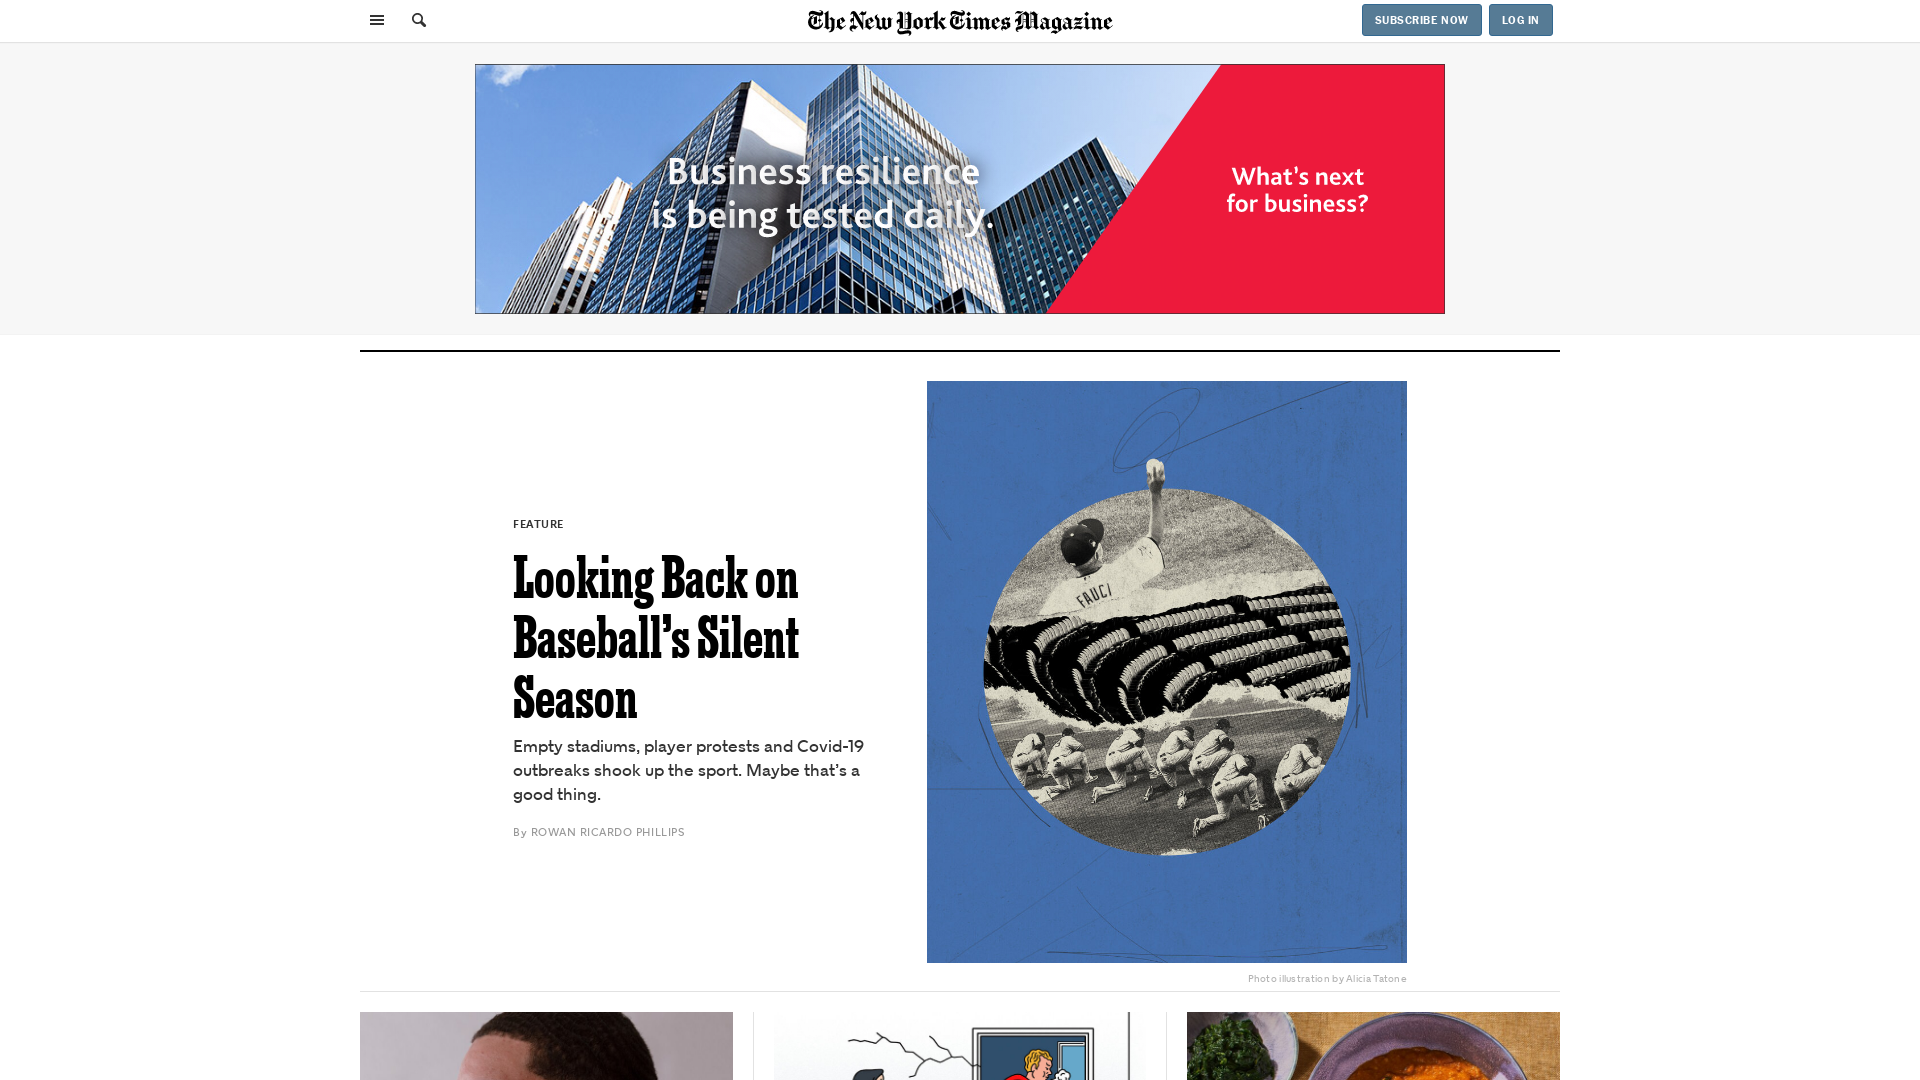 The New York Times Magazine
SUBSCRIBE NOW
LOG IN
Business resilience
is being tested daily.
What's next
for business?
FEATURE
Looking Back on
Baseball's Silent
Season
Empty stadiums, player protests and Covid-19
outbreaks shook up the sport. Maybe that's a
good thing.
By ROWAN RICARDO PHILLIPS
FAUCI
Photo illustration by Alicia Tatone